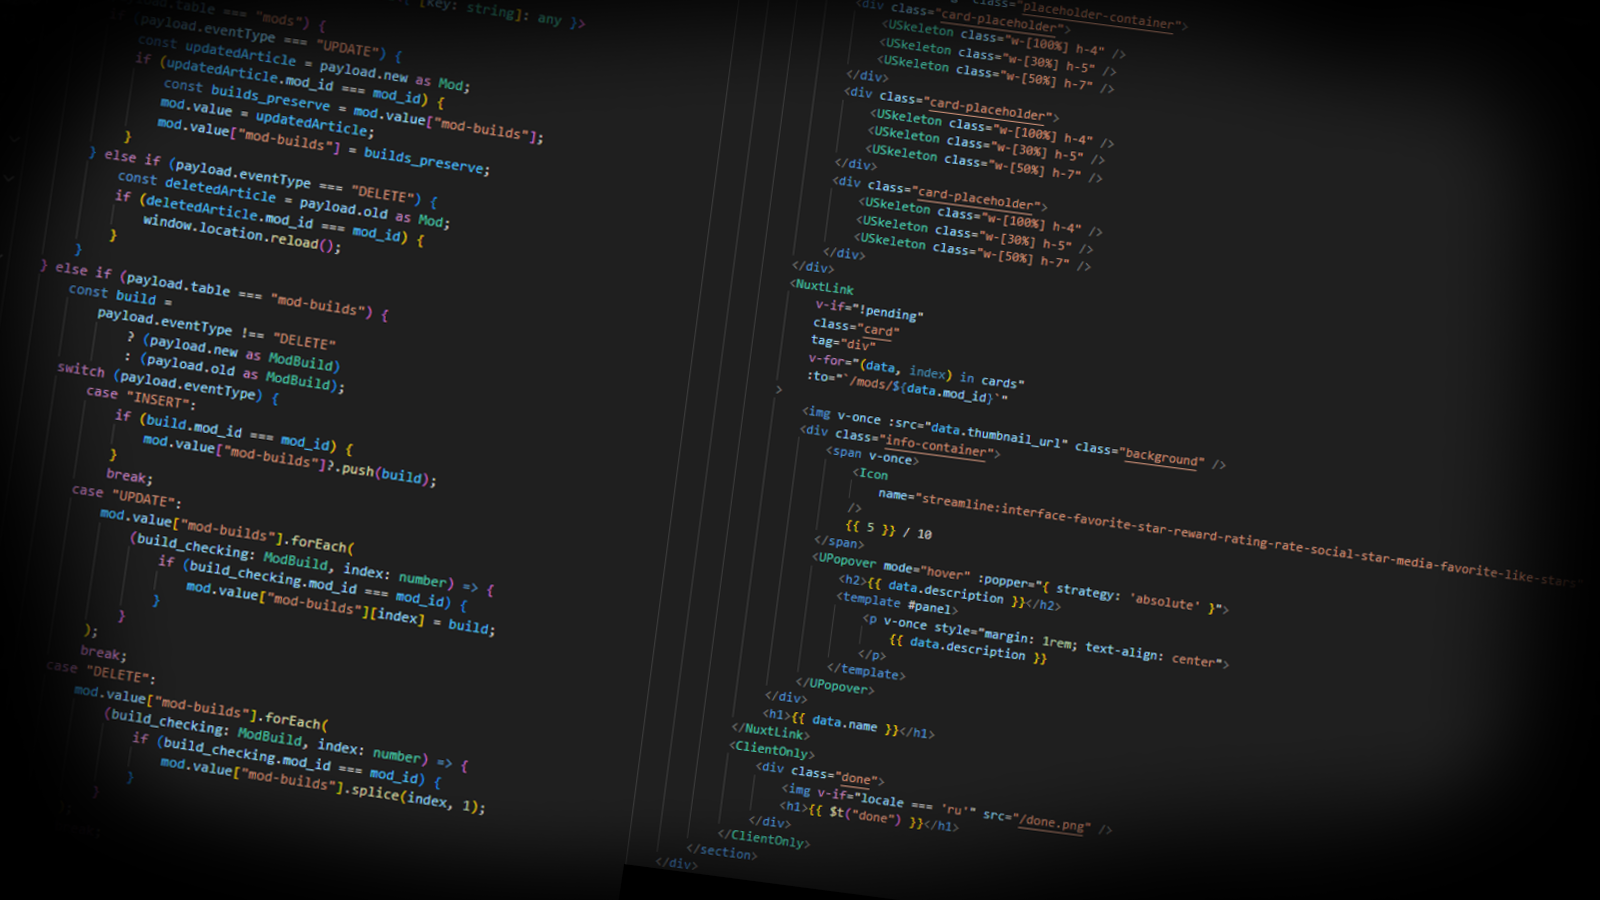 [key: string]: any }>
payload.table === "mods") {
if (payload.eventType === "UPDATE") {
const updatedArticle = payload.new as Mod;
if (updatedArticle.mod_id === mod_id) {
const builds_preserve = mod.value["mod-builds"];
mod.value = updatedArticle;
mod.value["mod-builds"] = builds_preserve;
}
} else if (payload.eventType === "DELETE") {
const deletedArticle = payload.old as Mod;
if (deletedArticle.mod_id === mod_id) {
window.location.reload();
}
}
} else if (payload.table === "mod-builds") {
const build =
payload.eventType !== "DELETE"
? (payload.new as ModBuild)
: (payload.old as ModBuild);
switch (payload.eventType) {
case "INSERT":
if (build.mod_id === mod_id) {
mod.value["mod-builds"]?.push(build);
}
break;
case "UPDATE":
mod.value["mod-builds"].forEach(
(build_checking: ModBuild, index: number) => {
if (build_checking.mod_id === mod_id) {
mod.value["mod-builds"][index] = build;
}
}
);
break;
case "DELETE":
mod.value["mod-builds"].forEach(
(build_checking: ModBuild, index: number) => {
if (build_checking.mod_id === mod_id) {
mod.value["mod-builds"].splice(index, 1);
}
}
);
class="placeholder-container">
<div class="card-placeholder">
<USkeleton class="w-[100%] h-4" />
<USkeleton class="w-[30%] h-5" />
<USkeleton class="w-[50%] h-7" />
</div>
<div class="card-placeholder">
<USkeleton class="w-[100%] h-4" />
<USkeleton class="w-[30%] h-5" />
<USkeleton class="w-[50%] h-7" />
</div>
<div class="card-placeholder">
<USkeleton class="w-[100%] h-4" />
<USkeleton class="w-[30%] h-5" />
<USkeleton class="w-[50%] h-7" />
</div>
</div>
<NuxtLink
v-if="!pending"
class="card"
tag="div"
v-for="(data, index) in cards"
:to="`/mods/${data.mod_id}`"
>
<img v-once :src="data.thumbnail_url" class="background" />
<div class="info-container">
<span v-once>
<Icon
name="streamline:interface-favorite-star-reward-rating-rate-social-star-media-favorite-like-stars"
/>
{{ 5 }} / 10
</span>
<UPopover mode="hover" :popper="{ strategy: 'absolute' }">
<h2>{{ data.description }}</h2>
<template #panel>
<p v-once style="margin: 1rem; text-align: center">
{{ data.description }}
</p>
</template>
</UPopover>
</div>
<h1>{{ data.name }}</h1>
</NuxtLink>
<ClientOnly>
<div class="done">
<img v-if="locale === 'ru'" src="/done.png" />
<h1>{{ $t("done") }}</h1>
</div>
</ClientOnly>
</section>
</div>